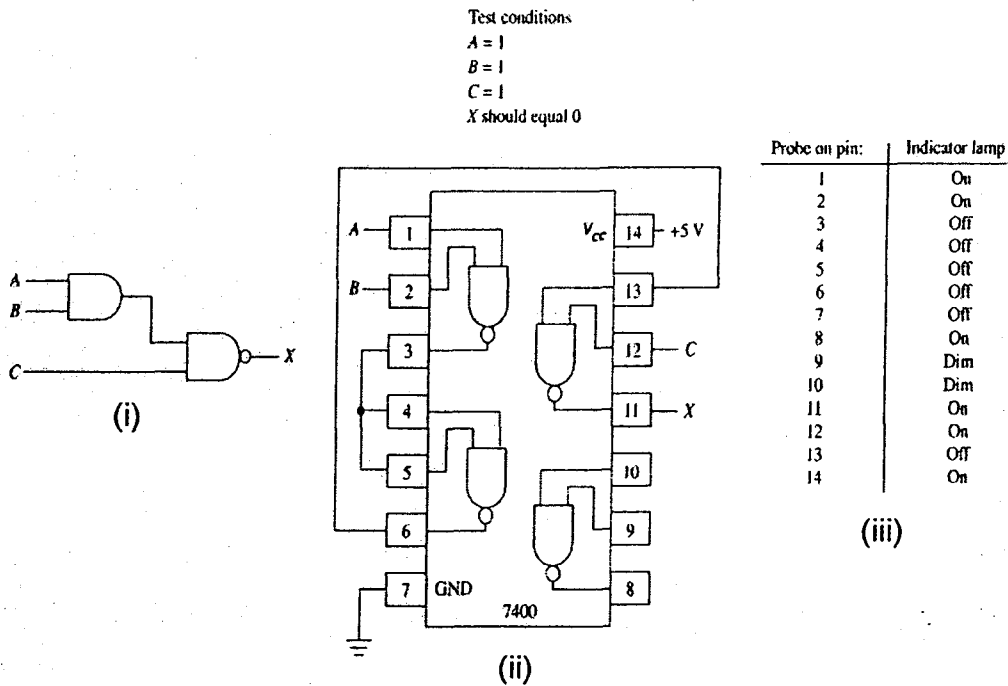 Test conditions
A = 1
B = 1
C = 1
X should equal 0
A
B
C
X
(i)
A
B
1
2
3
4
5
6
7
GND
7400
VCC
14
+5 V
13
12
C
11
X
10
9
8
(ii)
Probe on pin: Indicator lamp
1 On
2 On
3 Off
4 Off
5 Off
6 Off
7 Off
8 On
9 Dim
10 Dim
11 On
12 On
13 Off
14 On
(iii)